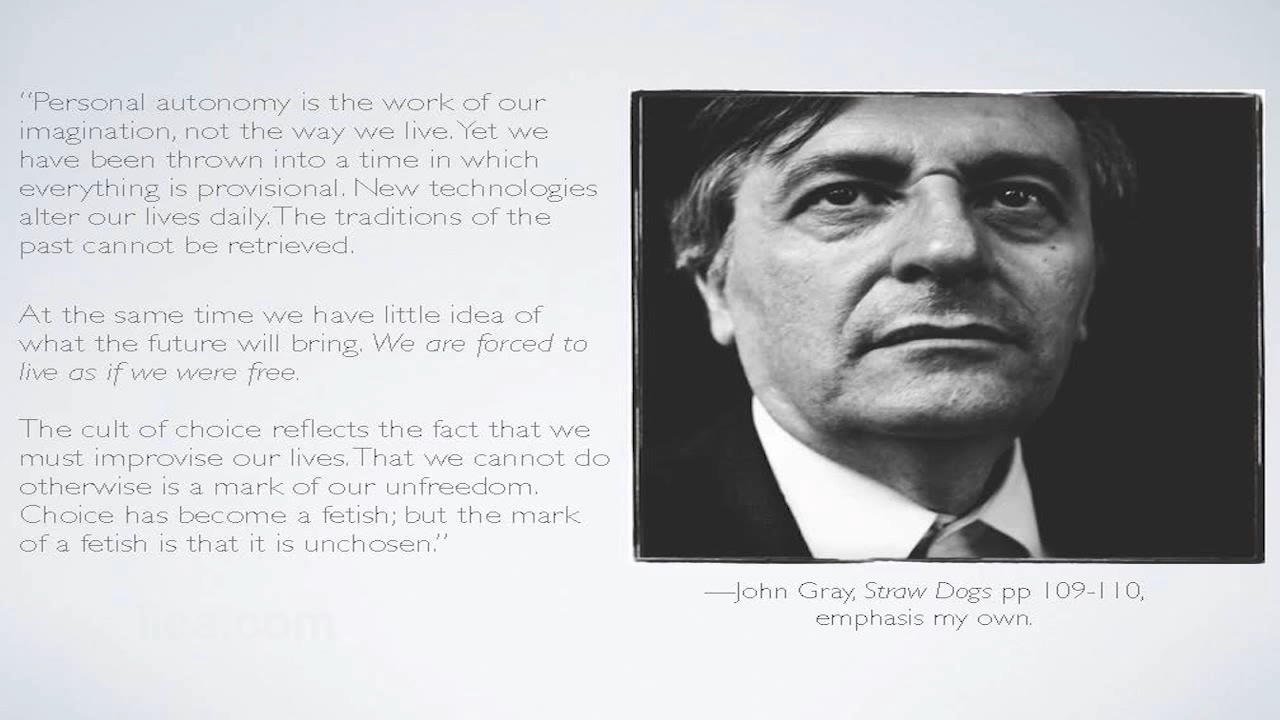 “Personal autonomy is the work of our
imagination, not the way we live. Yet we
have been thrown into a time in which
everything is provisional. New technologies
alter our lives daily. The traditions of the
past cannot be retrieved.
At the same time we have little idea of
what the future will bring. We are forced to
live as if we were free.
The cult of choice reflects the fact that we
must improvise our lives. That we cannot do
otherwise is a mark of our unfreedom.
Choice has become a fetish; but the mark
of a fetish is that it is unchosen.”
—John Gray, Straw Dogs pp 109-110,
emphasis my own.